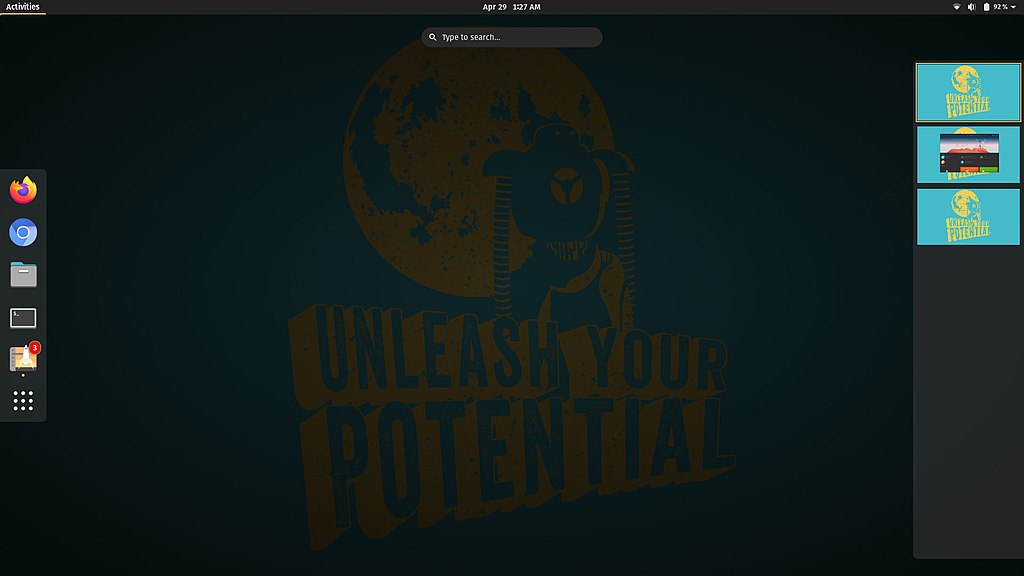 Activities
Apr 29 1:27 AM
92 %
Type to search...
UNLEASH YOUR
POTENTIAL
UNLEASH YOUR
POTENTIAL
UNLEASH YOUR
POTENTIAL
3